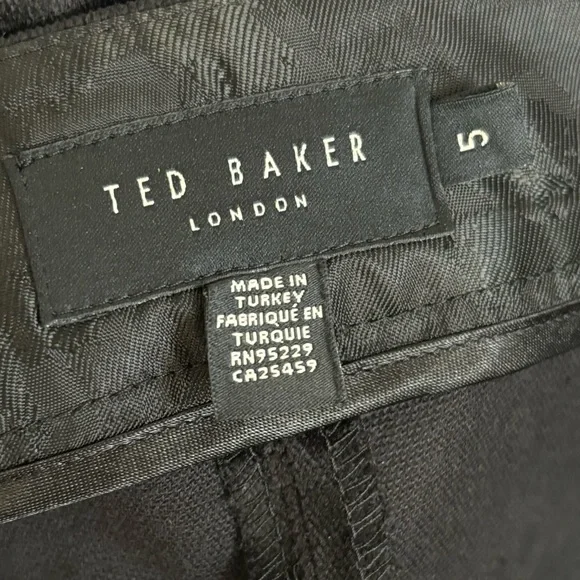 TED BAKER
LONDON
5
MADE IN
TURKEY
FABRIQUÉ EN
TURQUIE
RN95229
CA25459